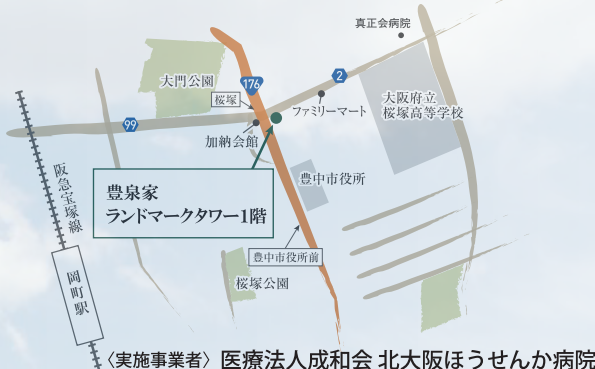 真正会病院
大門公園
176
2
桜塚
ファミリーマート
大阪府立
桜塚高等学校
99
加納会館
阪急宝塚線
豊中市役所
豊泉家
ランドマークタワー1階
豊中市役所前
岡町駅
桜塚公園
〈実施事業者〉医療法人成和会 北大阪ほうせんか病院